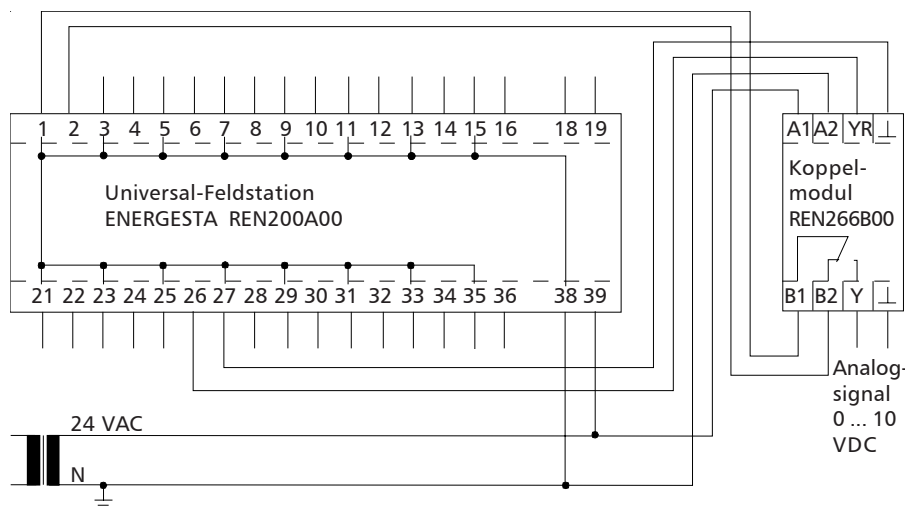 1 2 3 4 5 6 7 8 9 10 11 12 13 14 15 16 18 19
A1 A2 YR ⊥
Universal-Feldstation
ENERGESTA REN200A00
Koppel-
modul
REN266B00
21 22 23 24 25 26 27 28 29 30 31 32 33 34 35 36 38 39
B1 B2 Y ⊥
Analog-
signal
0 ... 10
VDC
24 VAC
N